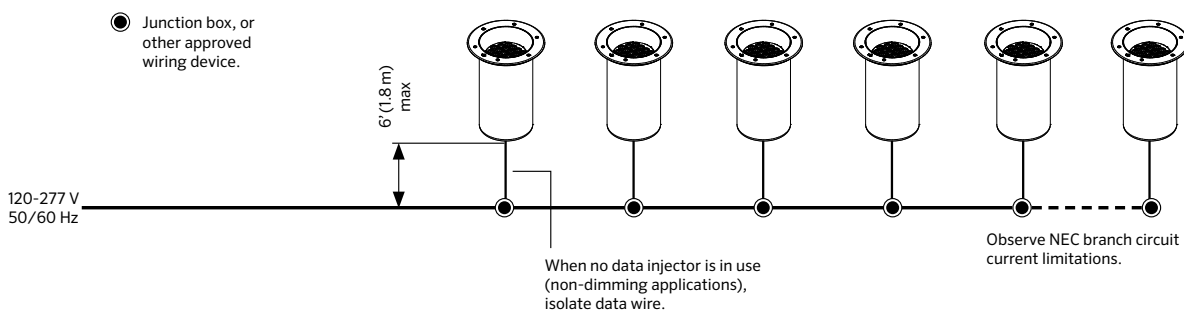 Junction box, or
other approved
wiring device.
6' (1.8 m)
max
120-277 V
50/60 Hz
When no data injector is in use
(non-dimming applications),
isolate data wire.
Observe NEC branch circuit
current limitations.